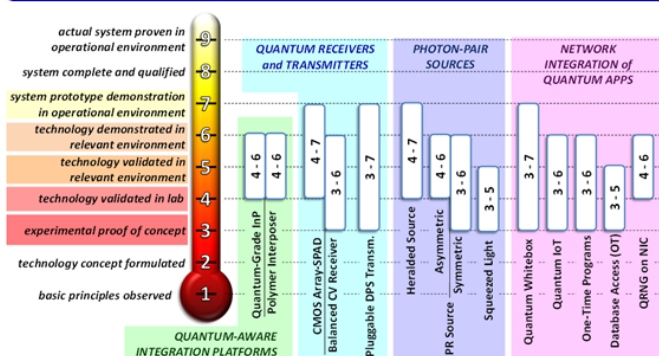 actual system proven in
operational environment
system complete and qualified
system prototype demonstration
in operational environment
technology demonstrated in
relevant environment
technology validated in
relevant environment
technology validated in lab
experimental proof of concept
technology concept formulated
basic principles observed
9
8
7
6
5
4
3
2
1
QUANTUM RECEIVERS
and TRANSMITTERS
PHOTON-PAIR
SOURCES
NETWORK
INTEGRATION of
QUANTUM APPS
4 - 6
4 - 6
4 - 7
3 - 6
3 - 7
4 - 7
4 - 6
3 - 6
3 - 5
3 - 7
3 - 6
3 - 6
3 - 5
4 - 6
Quantum-Grade InP
Polymer Interposer
CMOS Array-SPAD
Balanced CV Receiver
Pluggable DPS Transm.
Heralded Source
PR Source
Asymmetric
Symmetric
Squeezed Light
Quantum Whitebox
Quantum IoT
One-Time Programs
Database Access (OT)
QRNG on NIC
QUANTUM-AWARE
INTEGRATION PLATFORMS